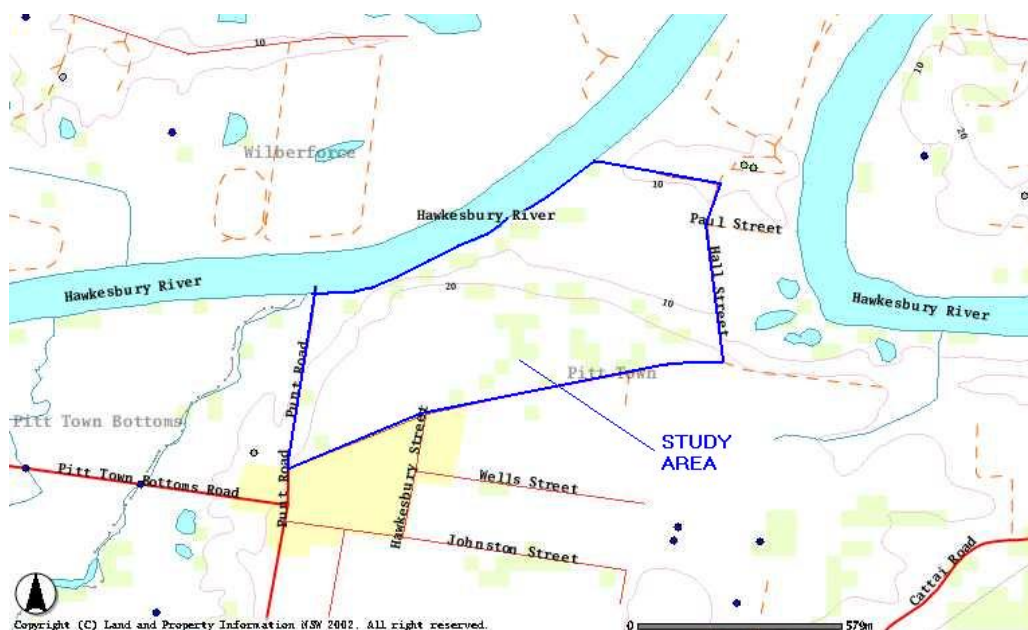 10
Wilberforce
10
20
10
Hawkesbury River
Paul Street
Hall Street
Hawkesbury River
Hawkesbury River
20
10
Punt Road
Pitt Town
Pitt Town Bottoms
Hawkesbury Street
STUDY
AREA
Pitt Town Bottoms Road
Punt Road
Wells Street
Johnston Street
Cattai Road
Copyright (C) Land and Property Information NSW 2002. All right reserved.
0 579m